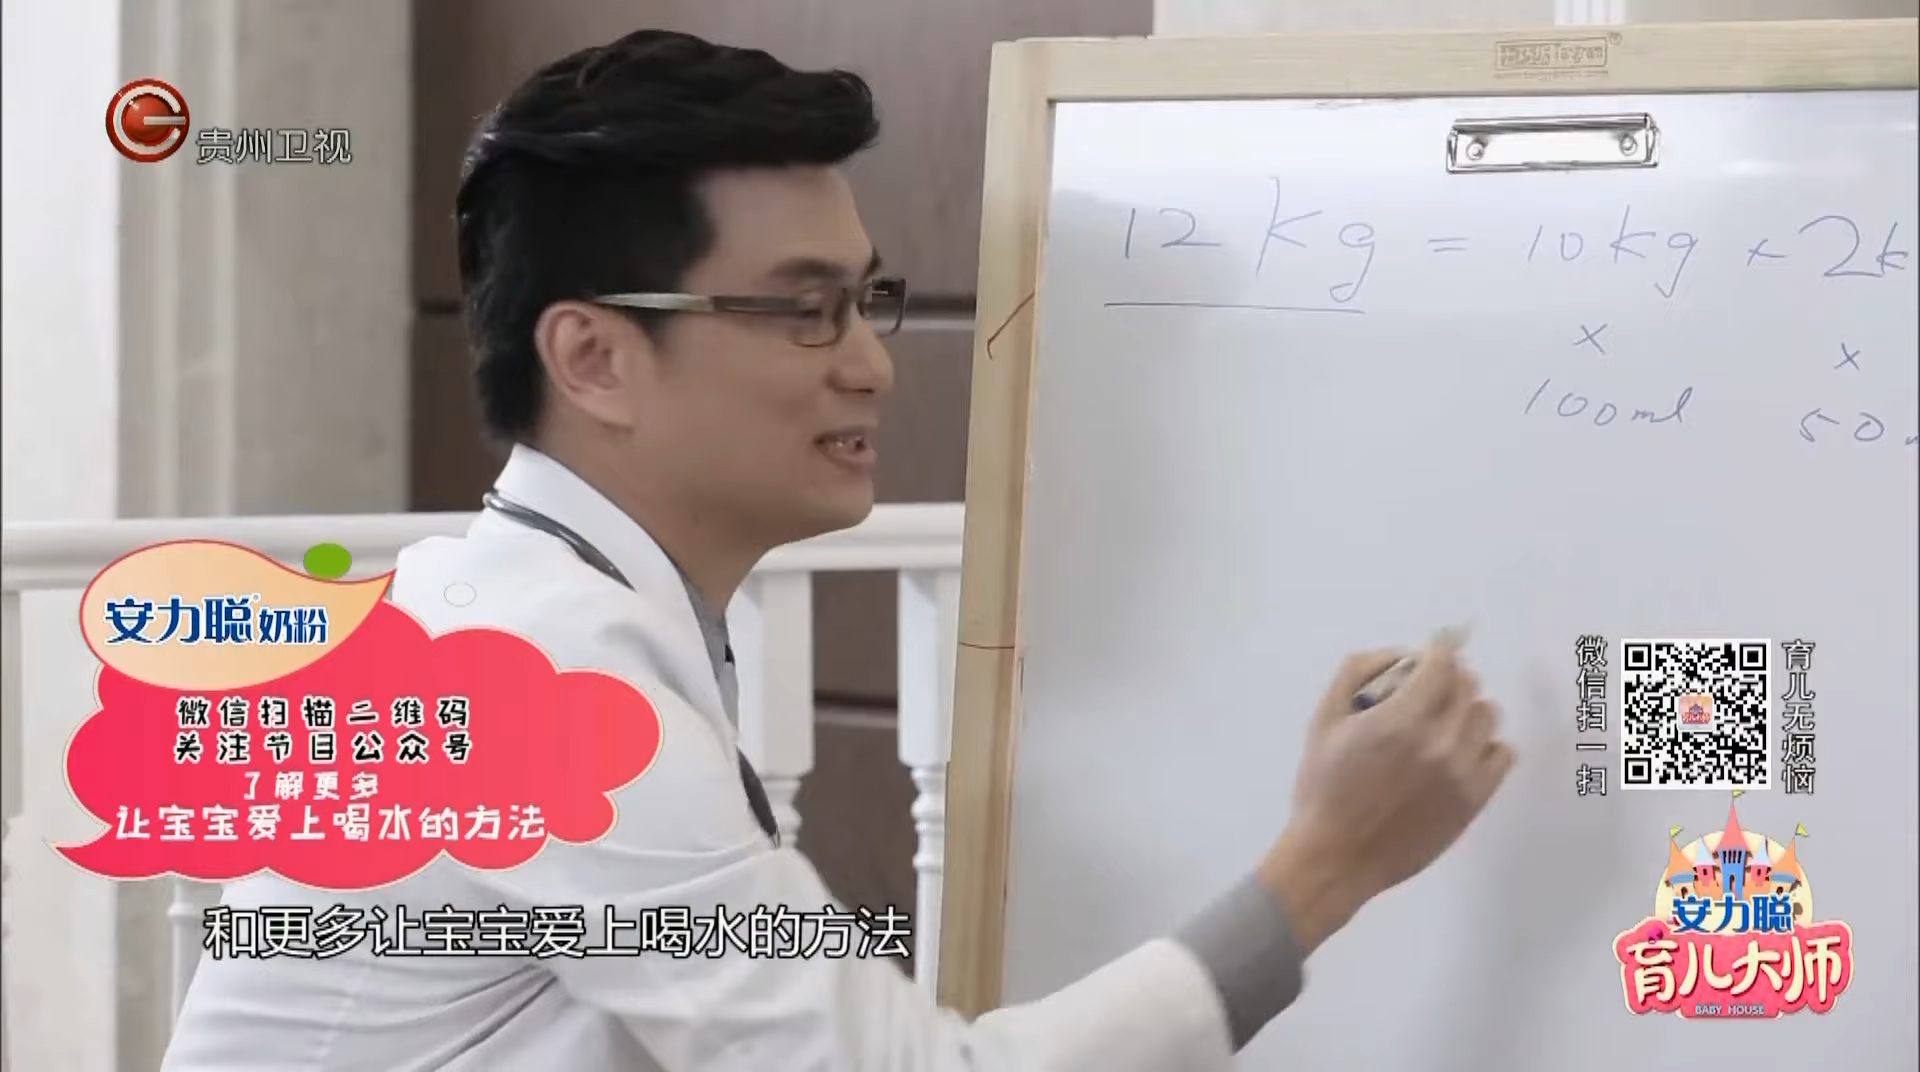 贵州卫视
12 kg = 10 kg + 2k
× ×
100ml 50
安力聪奶粉
微信扫描二维码
关注节目公众号
了解更多
让宝宝爱上喝水的方法
微信扫一扫
育儿无烦恼
安力聪
育儿大师
BABY HOUSE
和更多让宝宝爱上喝水的方法